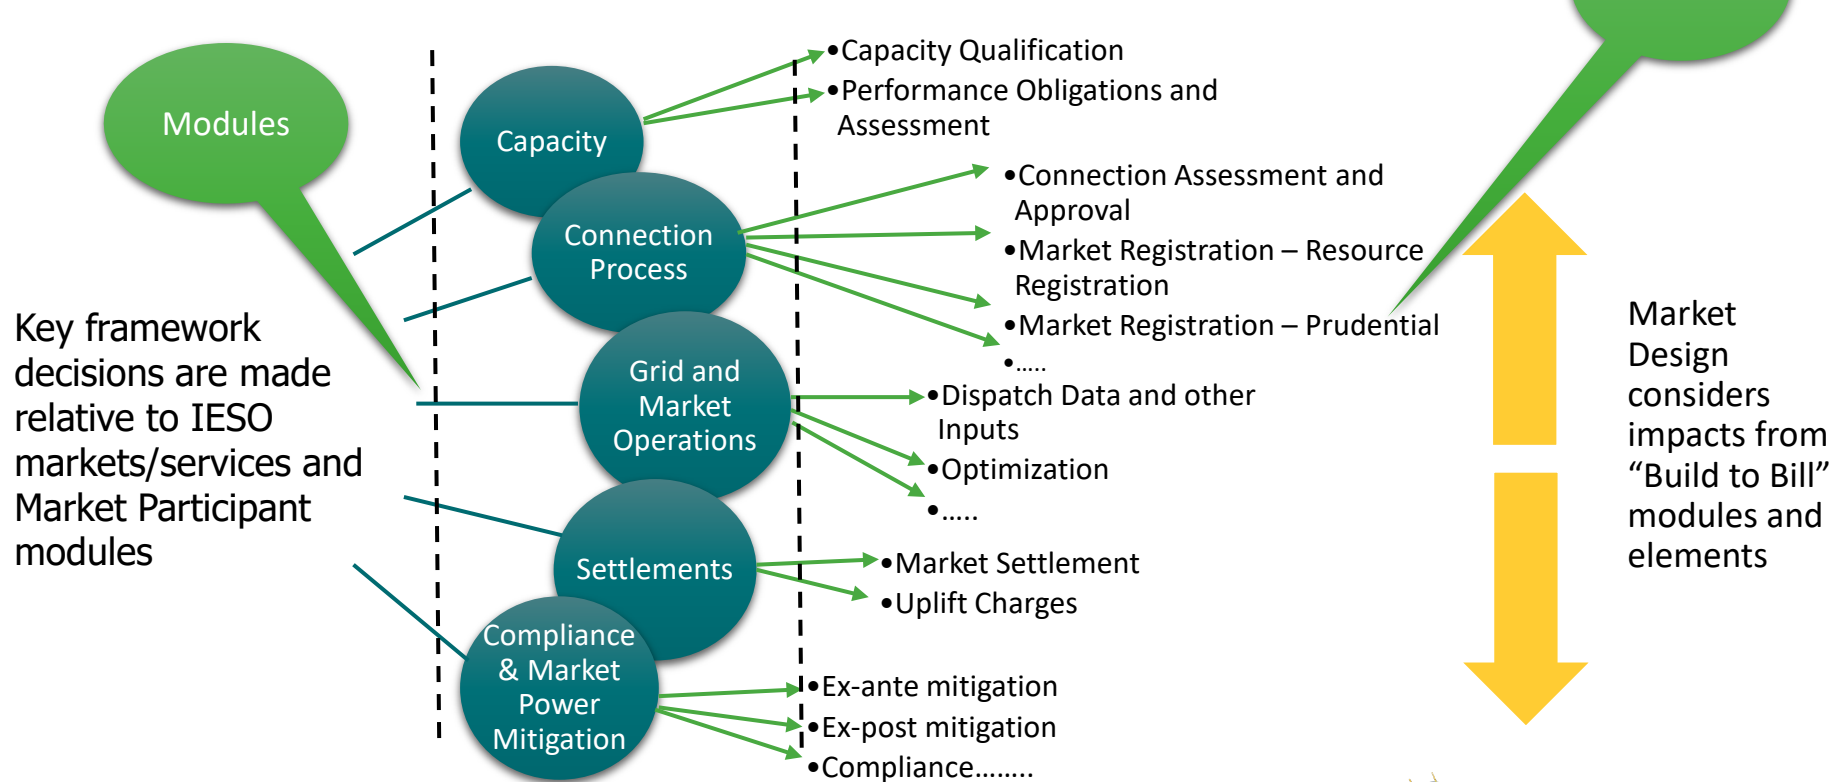 Modules
Key framework
decisions are made
relative to IESO
markets/services and
Market Participant
modules
Capacity
Connection
Process
Grid and
Market
Operations
Settlements
Compliance
& Market
Power
Mitigation
•Capacity Qualification
•Performance Obligations and
Assessment
•Connection Assessment and
Approval
•Market Registration – Resource
Registration
•Market Registration – Prudential
•.....
•Dispatch Data and other
Inputs
•Optimization
•.....
•Market Settlement
•Uplift Charges
•Ex-ante mitigation
•Ex-post mitigation
•Compliance........
Market
Design
considers
impacts from
“Build to Bill”
modules and
elements